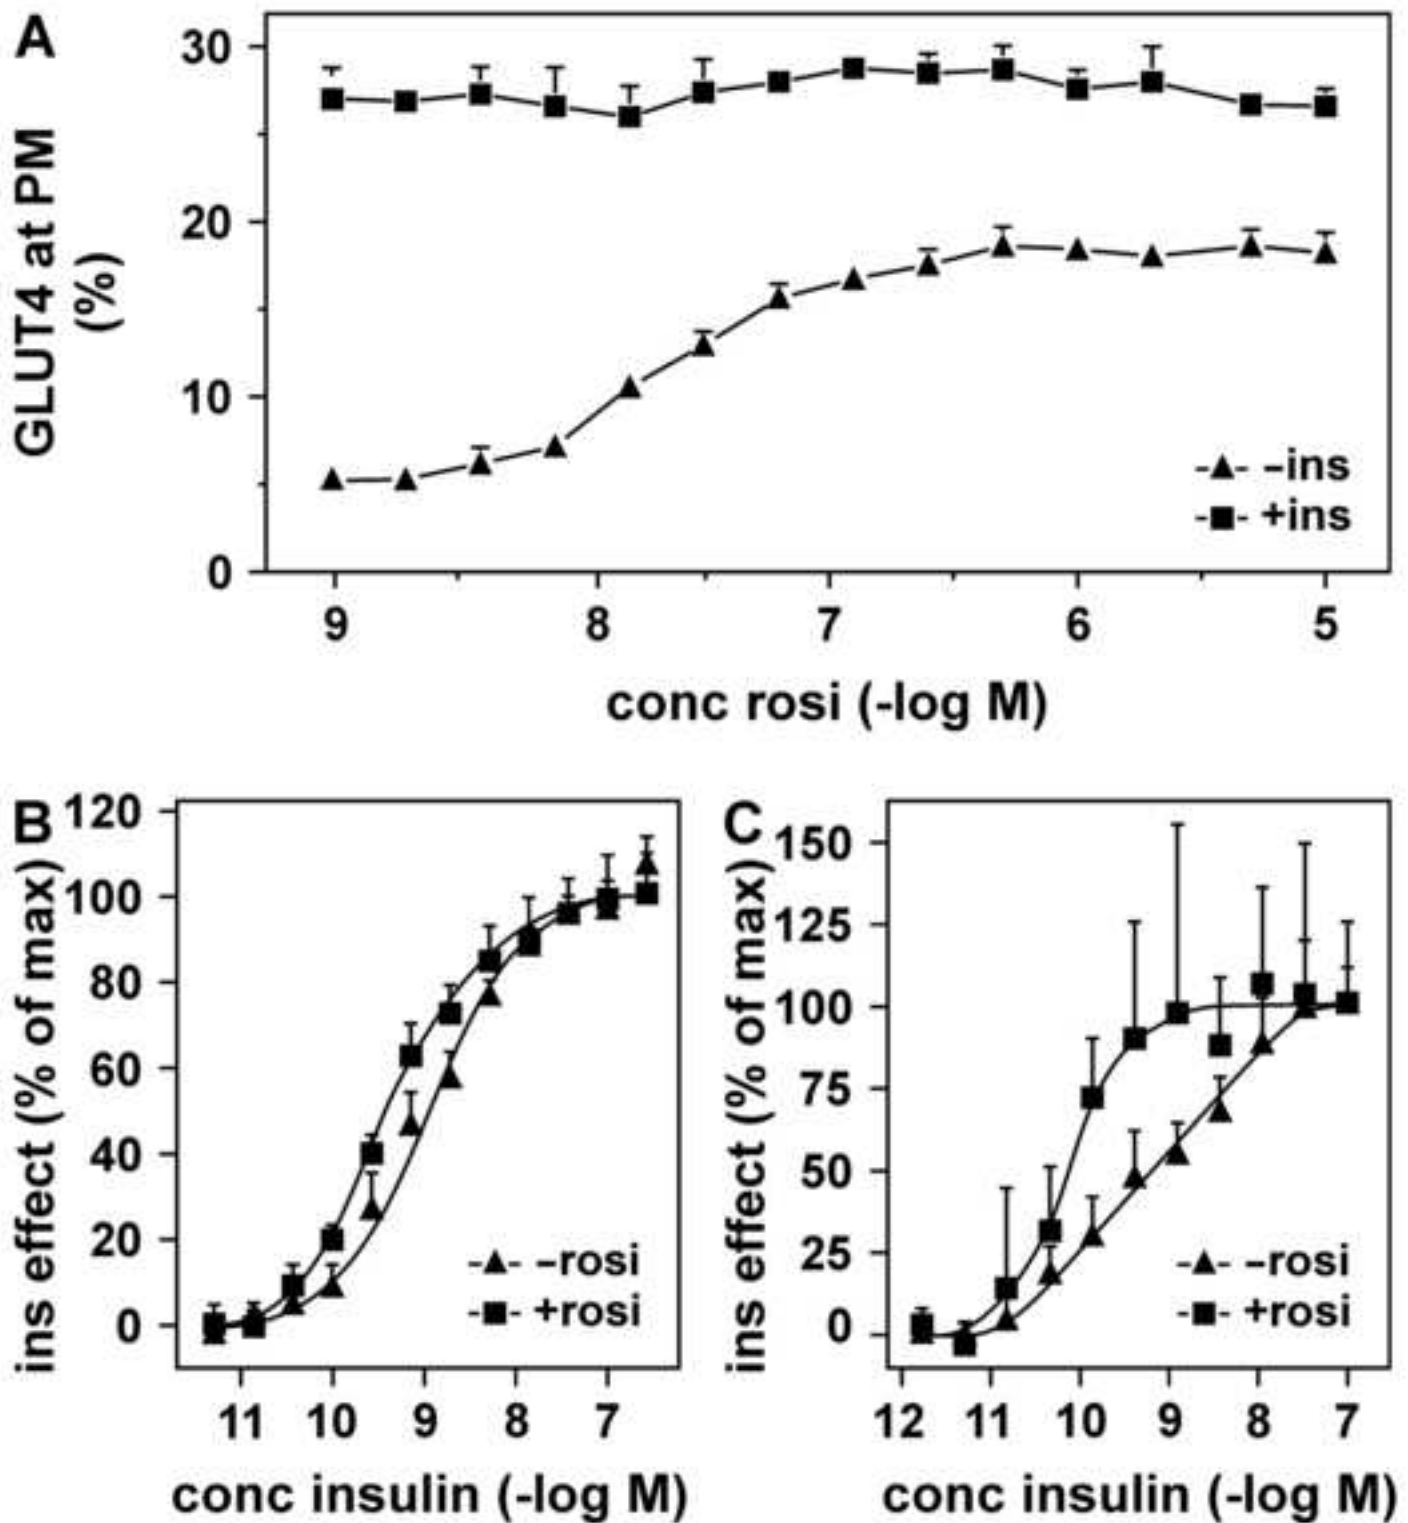 A
30
20
10
0
GLUT4 at PM
(%)
-ins
+ins
9 8 7 6 5
conc rosi (-log M)
B
120
100
80
60
40
20
0
ins effect (% of max)
-rosi
+rosi
11 10 9 8 7
conc insulin (-log M)
C
150
125
100
75
50
25
0
ins effect (% of max)
-rosi
+rosi
12 11 10 9 8 7
conc insulin (-log M)